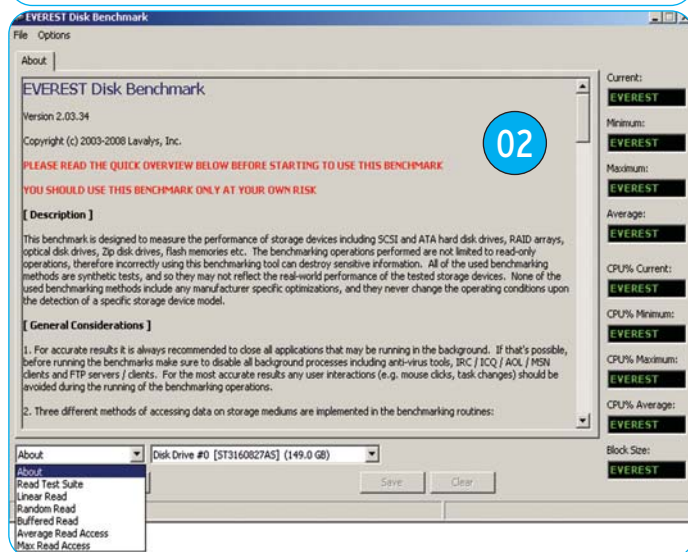 EVEREST Disk Benchmark
File Options
About
EVEREST Disk Benchmark
Version 2.03.34
Copyright (c) 2003-2008 Lavalys, Inc.
PLEASE READ THE QUICK OVERVIEW BELOW BEFORE STARTING TO USE THIS BENCHMARK
YOU SHOULD USE THIS BENCHMARK ONLY AT YOUR OWN RISK
[ Description ]
This benchmark is designed to measure the performance of storage devices including SCSI and ATA hard disk drives, RAID arrays,
optical disk drives, Zip disk drives, flash memories etc. The benchmarking operations performed are not limited to read-only
operations, therefore incorrectly using this benchmarking tool can destroy sensitive information. All of the used benchmarking
methods are synthetic tests, and so they may not reflect the real-world performance of the tested storage devices. None of the
used benchmarking methods include any manufacturer specific optimizations, and they never change the operating conditions upon
the detection of a specific storage device model.
[ General Considerations ]
1. For accurate results it is always recommended to close all applications that may be running in the background. If that's possible,
before running the benchmarks make sure to disable all background processes including anti-virus tools, IRC / ICQ / AOL / MSN
clients and FTP servers / clients. For the most accurate results any user interactions (e.g. mouse clicks, task changes) should be
avoided during the running of the benchmarking operations.
2. Three different methods of accessing data on storage mediums are implemented in the benchmarking routines:
02
Current:
EVEREST
Minimum:
EVEREST
Maximum:
EVEREST
Average:
EVEREST
CPU% Current:
EVEREST
CPU% Minimum:
EVEREST
CPU% Maximum:
EVEREST
CPU% Average:
EVEREST
Block Size:
EVEREST
About
Disk Drive #0 [ST3160827AS] (149.0 GB)
Save Clear
About
Read Test Suite
Linear Read
Random Read
Buffered Read
Average Read Access
Max Read Access